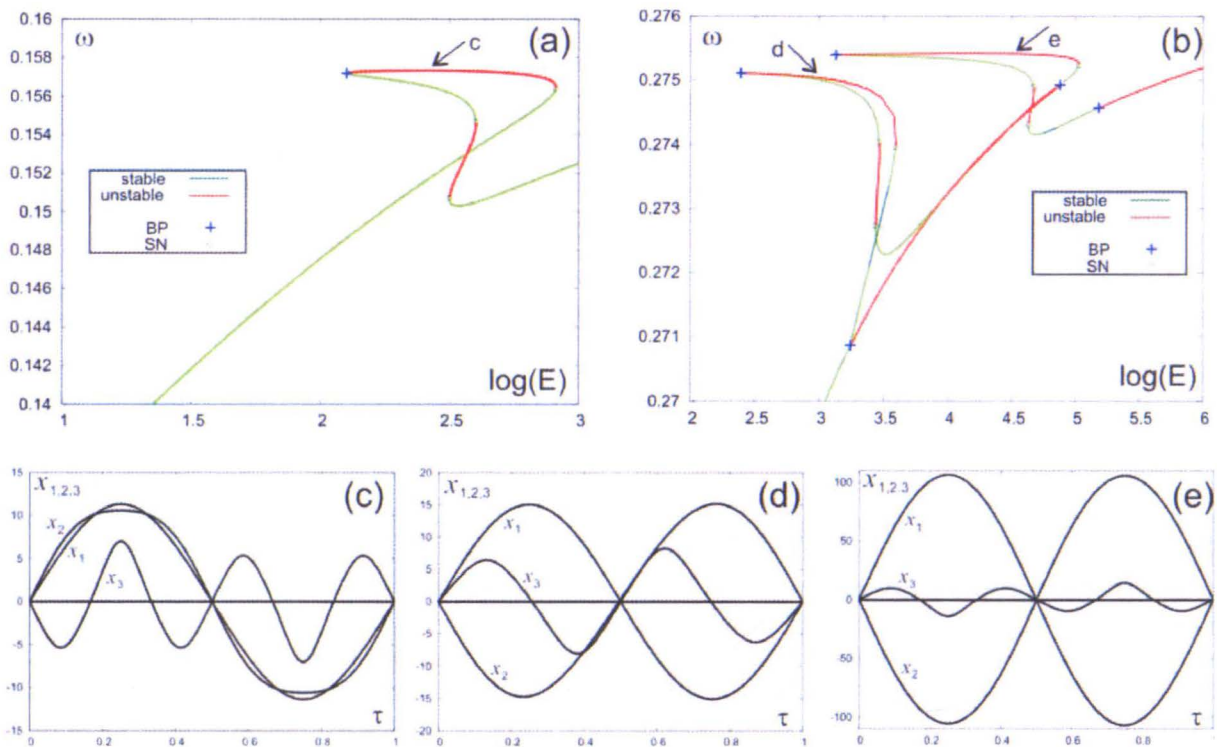 0.16
ω
c
(a)
0.158
0.156
0.154
0.152
0.15
0.148
0.146
0.144
0.142
0.14
stable
unstable
BP
SN
log(E)
1
1.5
2
2.5
3
0.276
ω
d
e
(b)
0.275
0.274
0.273
0.272
0.271
0.27
stable
unstable
BP
SN
log(E)
2
2.5
3
3.5
4
4.5
5
5.5
6
15
x1,2,3
(c)
10
5
0
-5
-10
-15
x2
x1
x3
τ
0
0.2
0.4
0.6
0.8
1
20
x1,2,3
(d)
15
10
5
0
-5
-10
-15
-20
x1
x3
x2
τ
0
0.2
0.4
0.6
0.8
1
100
x1,2,3
(e)
50
0
-50
-100
x1
x3
x2
τ
0
0.2
0.4
0.6
0.8
1